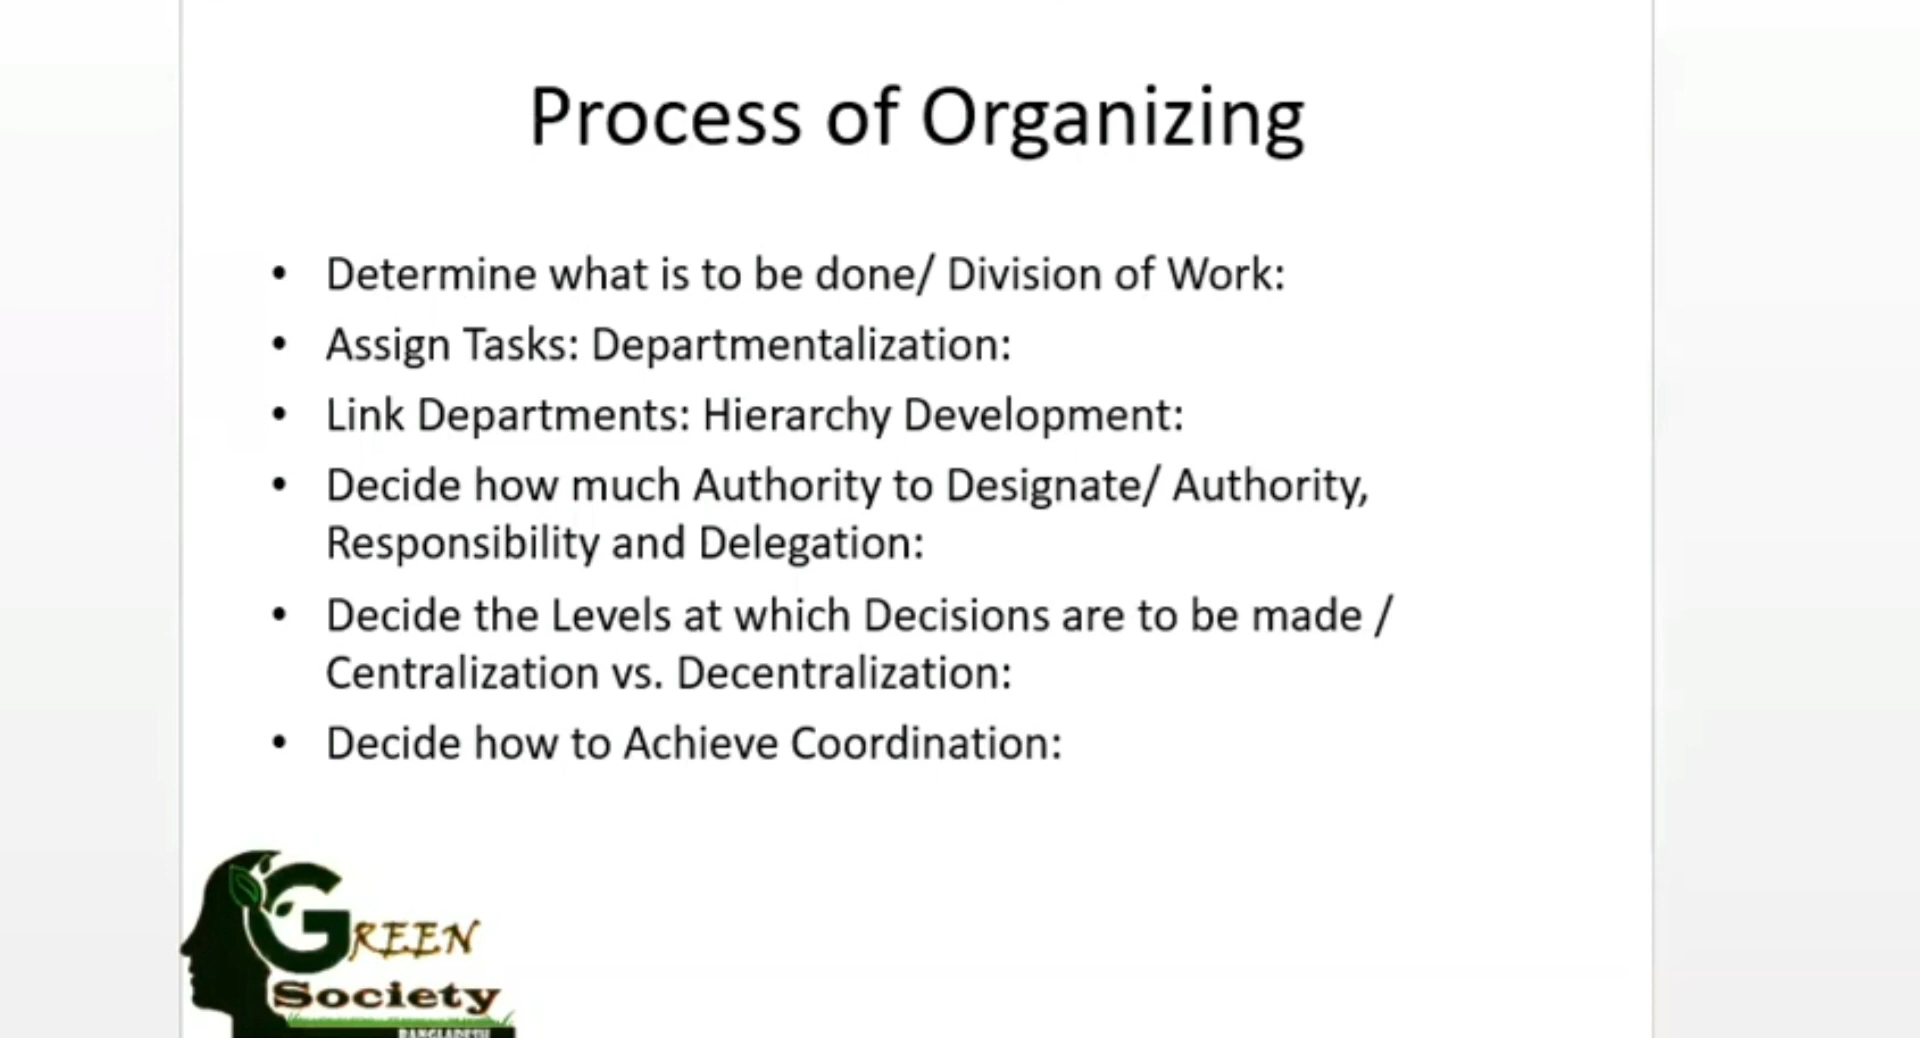 Process of Organizing
• Determine what is to be done/ Division of Work:
• Assign Tasks: Departmentalization:
• Link Departments: Hierarchy Development:
• Decide how much Authority to Designate/ Authority,
Responsibility and Delegation:
• Decide the Levels at which Decisions are to be made /
Centralization vs. Decentralization:
• Decide how to Achieve Coordination:
GREEN
Society
BANGLADESH